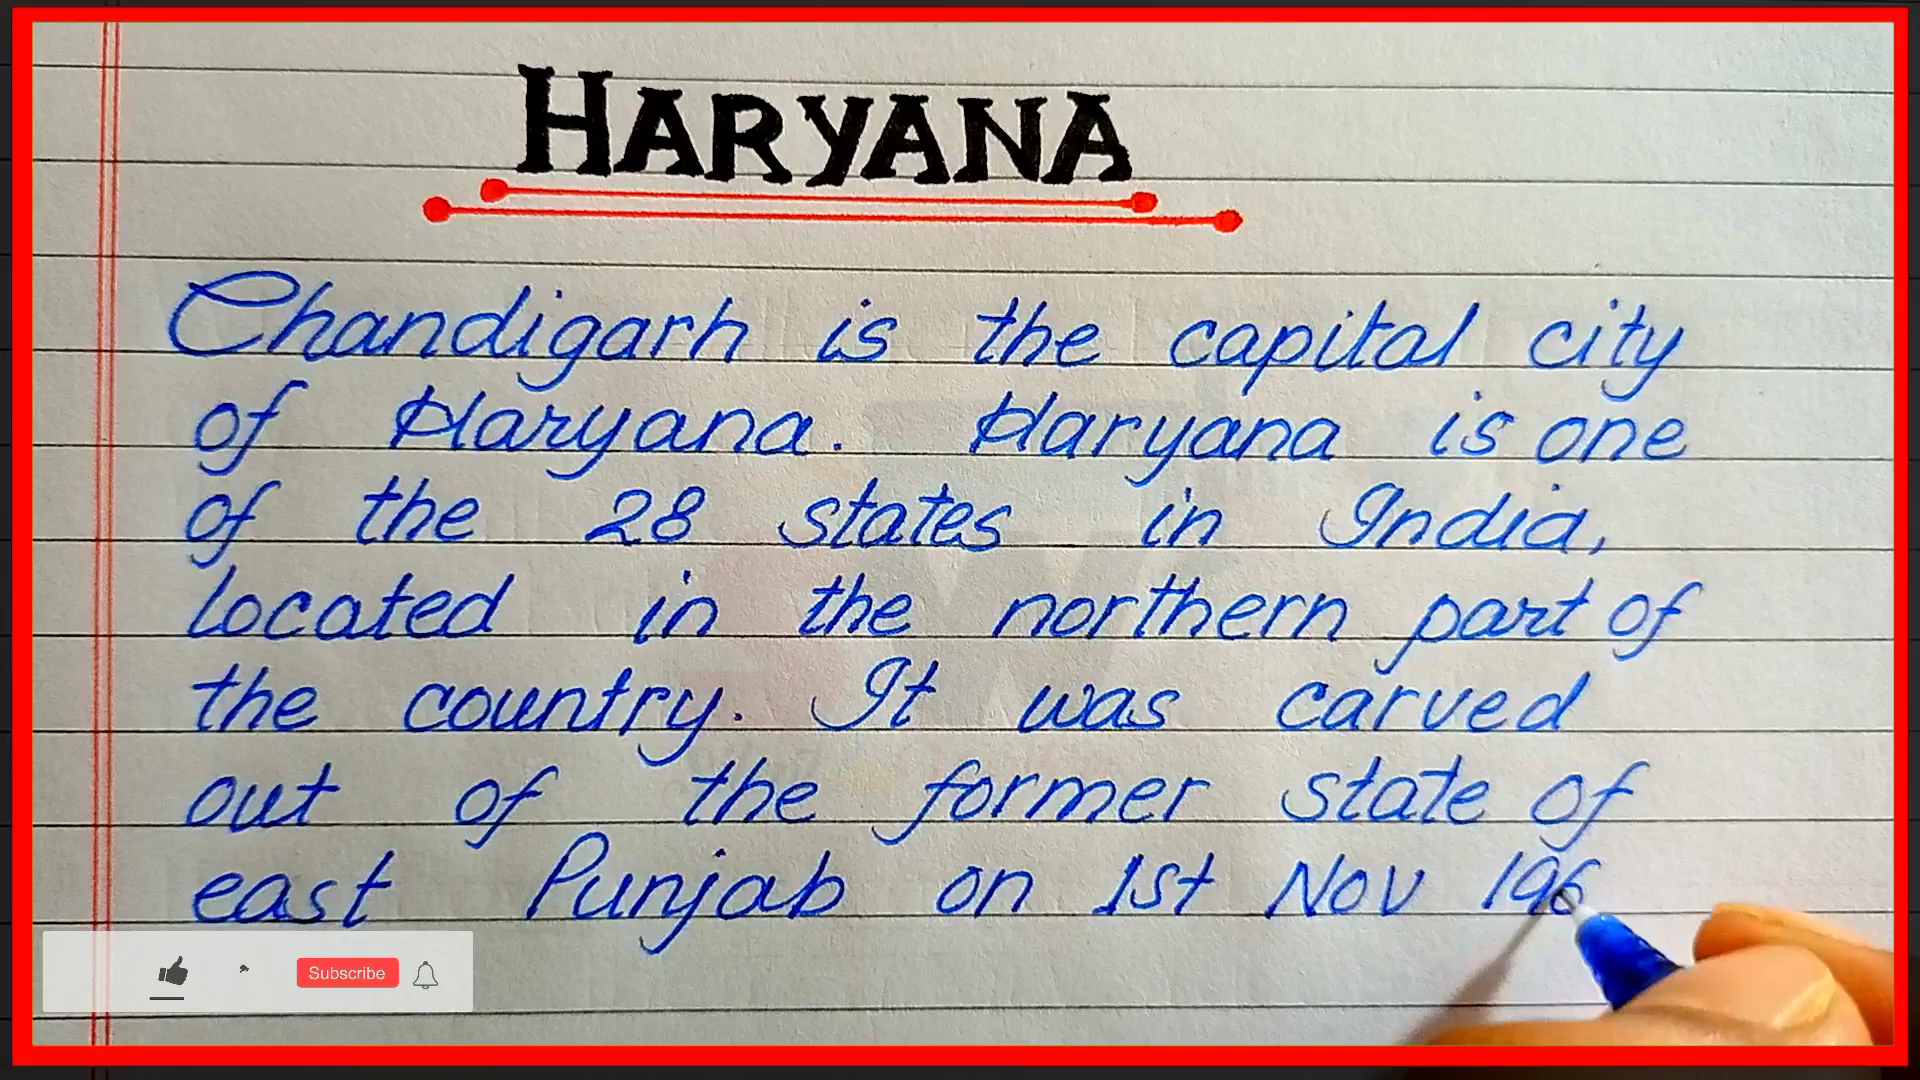 HARYANA
Chandigarh is the capital city
of Haryana. Haryana is one
of the 28 states in India,
located in the northern part of
the country. It was carved
out of the former state of
east Punjab on 1st Nov 196
Subscribe